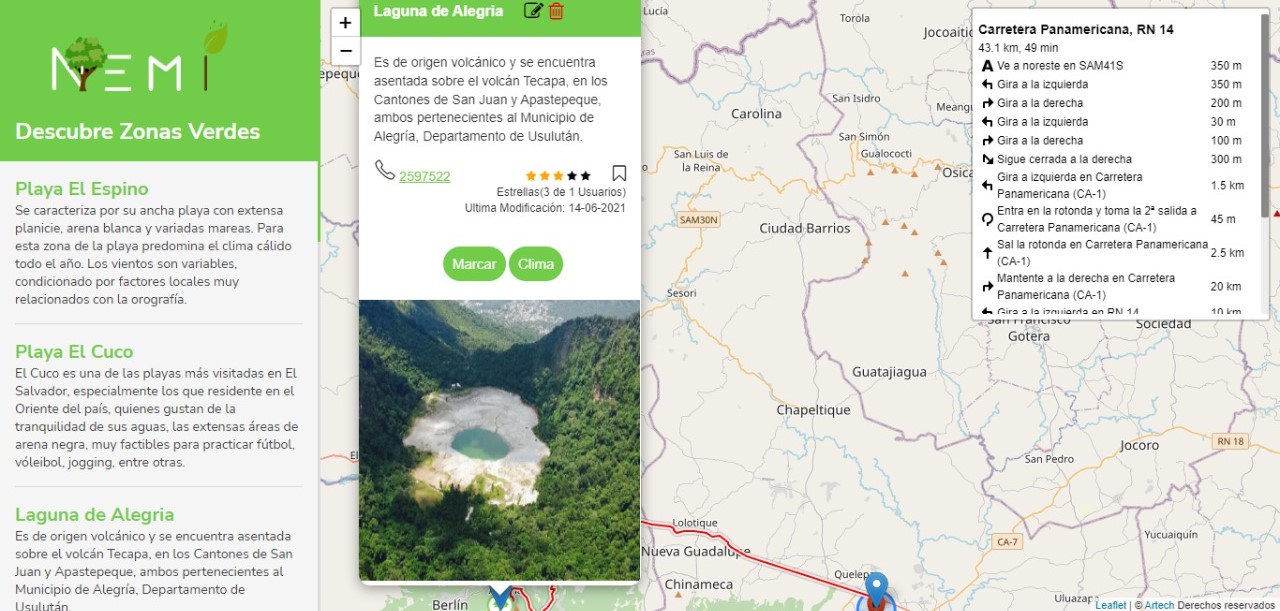 NEMI
Descubre Zonas Verdes
Playa El Espino
Se caracteriza por su ancha playa con extensa
planicie, arena blanca y variadas mareas. Para
esta zona de la playa predomina el clima cálido
todo el año. Los vientos son variables,
condicionado por factores locales muy
relacionados con la orografía.
Playa El Cuco
El Cuco es una de las playas más visitadas en El
Salvador, especialmente los que residente en el
Oriente del país, quienes gustan de la
tranquilidad de sus aguas, las extensas áreas de
arena negra, muy factibles para practicar fútbol,
vóleibol, jogging, entre otras.
Laguna de Alegria
Es de origen volcánico y se encuentra asentada
sobre el volcán Tecapa, en los Cantones de San
Juan y Apastepeque, ambos pertenecientes al
Municipio de Alegría, Departamento de
Usulután.
+
−
Laguna de Alegria
Es de origen volcánico y se encuentra
asentada sobre el volcán Tecapa, en los
Cantones de San Juan y Apastepeque,
ambos pertenecientes al Municipio de
Alegría, Departamento de Usulután.
2597522
Estrellas(3 de 1 Usuarios)
Ultima Modificación: 14-06-2021
Marcar
Clima
Carretera Panamericana, RN 14
43.1 km, 49 min
Ve a noreste en SAM41S 350 m
Gira a la izquierda 350 m
Gira a la derecha 200 m
Gira a la izquierda 30 m
Gira a la derecha 100 m
Sigue cerrada a la derecha 300 m
Gira a izquierda en Carretera
Panamericana (CA-1) 1.5 km
Entra en la rotonda y toma la 2ª salida a
Carretera Panamericana (CA-1) 45 m
Sal la rotonda en Carretera Panamericana
(CA-1) 2.5 km
Mantente a la derecha en Carretera
Panamericana (CA-1) 20 km
Gira a la izquierda en RN 14 10 km
Lucía
Torola
Carolina
San Isidro
San Simón
Gualococti
San Luis de
la Reina
SAM30N
Ciudad Barrios
Sesori
San Francisco
Gotera
Sociedad
Guatajiagua
Chapeltique
RN 18
Jocoro
San Pedro
Lolotique
CA-7
Yucuaiquín
Nueva Guadalupe
Chinameca
Berlín
Leaflet | © Artech Derechos reservado